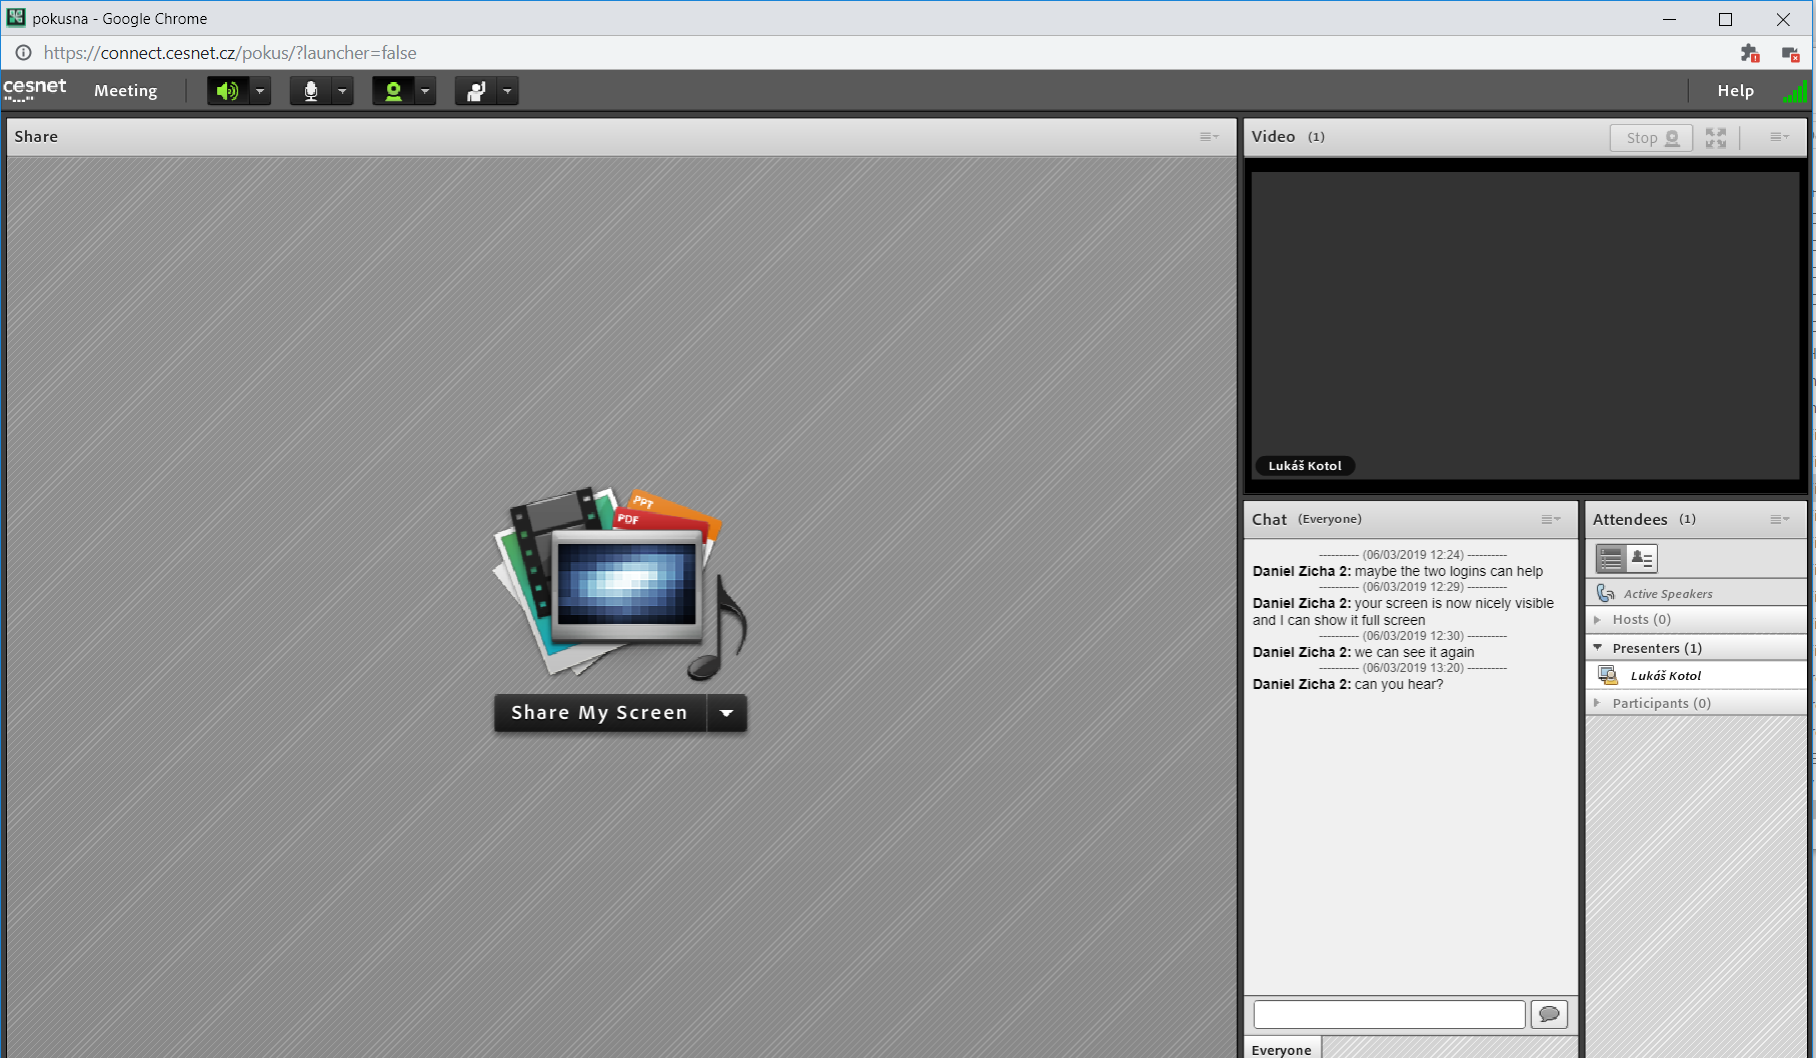 pokusna - Google Chrome
https://connect.cesnet.cz/pokus/?launcher=false
cesnet
Meeting
Help
Share
Video (1)
Stop
PPT
PDF
Share My Screen
Lukáš Kotol
Chat (Everyone)
---------- (06/03/2019 12:24) ----------
Daniel Zicha 2: maybe the two logins can help
---------- (06/03/2019 12:29) ----------
Daniel Zicha 2: your screen is now nicely visible
and I can show it full screen
---------- (06/03/2019 12:30) ----------
Daniel Zicha 2: we can see it again
---------- (06/03/2019 13:20) ----------
Daniel Zicha 2: can you hear?
Everyone
Attendees (1)
Active Speakers
Hosts (0)
Presenters (1)
Lukáš Kotol
Participants (0)